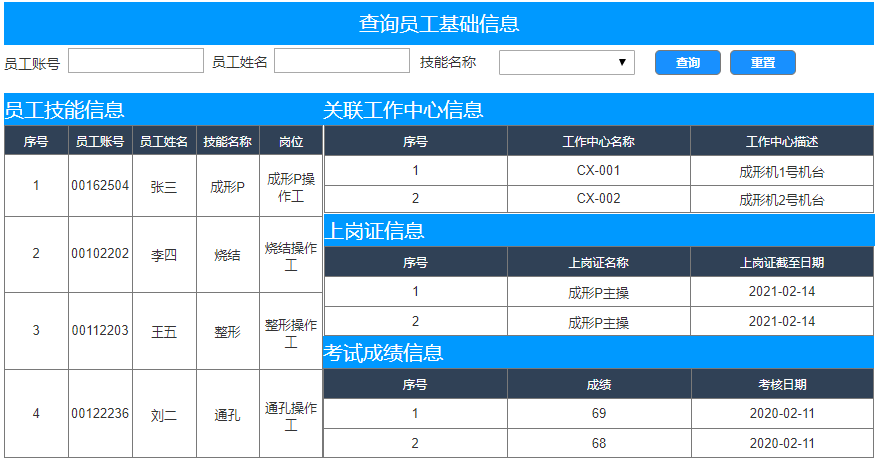 查询员工基础信息
员工账号 员工姓名 技能名称 查询 重置
员工技能信息
序号 员工账号 员工姓名 技能名称 岗位
1 00162504 张三 成形P 成形P操
作工
2 00102202 李四 烧结 烧结操作
工
3 00112203 王五 整形 整形操作
工
4 00122236 刘二 通孔 通孔操作
工
关联工作中心信息
序号 工作中心名称 工作中心描述
1 CX-001 成形机1号机台
2 CX-002 成形机2号机台
上岗证信息
序号 上岗证名称 上岗证截至日期
1 成形P主操 2021-02-14
2 成形P主操 2021-02-14
考试成绩信息
序号 成绩 考核日期
1 69 2020-02-11
2 68 2020-02-11